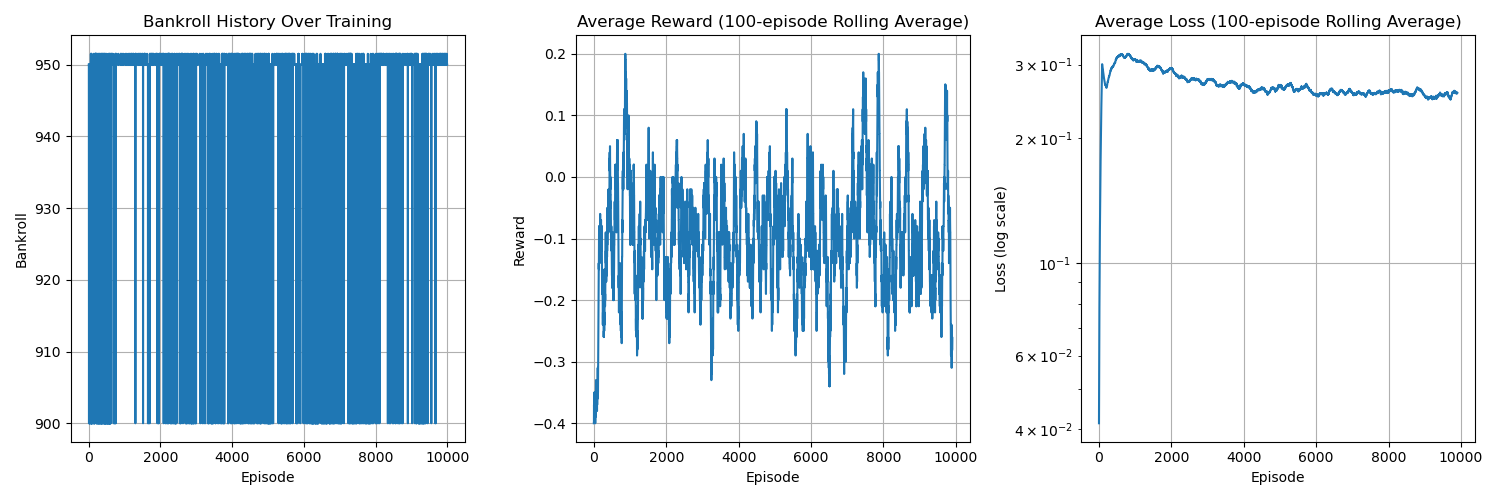 Bankroll History Over Training
950
940
930
920
910
900
Bankroll
0
2000
4000
6000
8000
10000
Episode
Average Reward (100-episode Rolling Average)
0.2
0.1
0.0
−0.1
−0.2
−0.3
−0.4
Reward
0
2000
4000
6000
8000
10000
Episode
Average Loss (100-episode Rolling Average)
3 × 10⁻¹
2 × 10⁻¹
10⁻¹
6 × 10⁻²
4 × 10⁻²
Loss (log scale)
0
2000
4000
6000
8000
10000
Episode